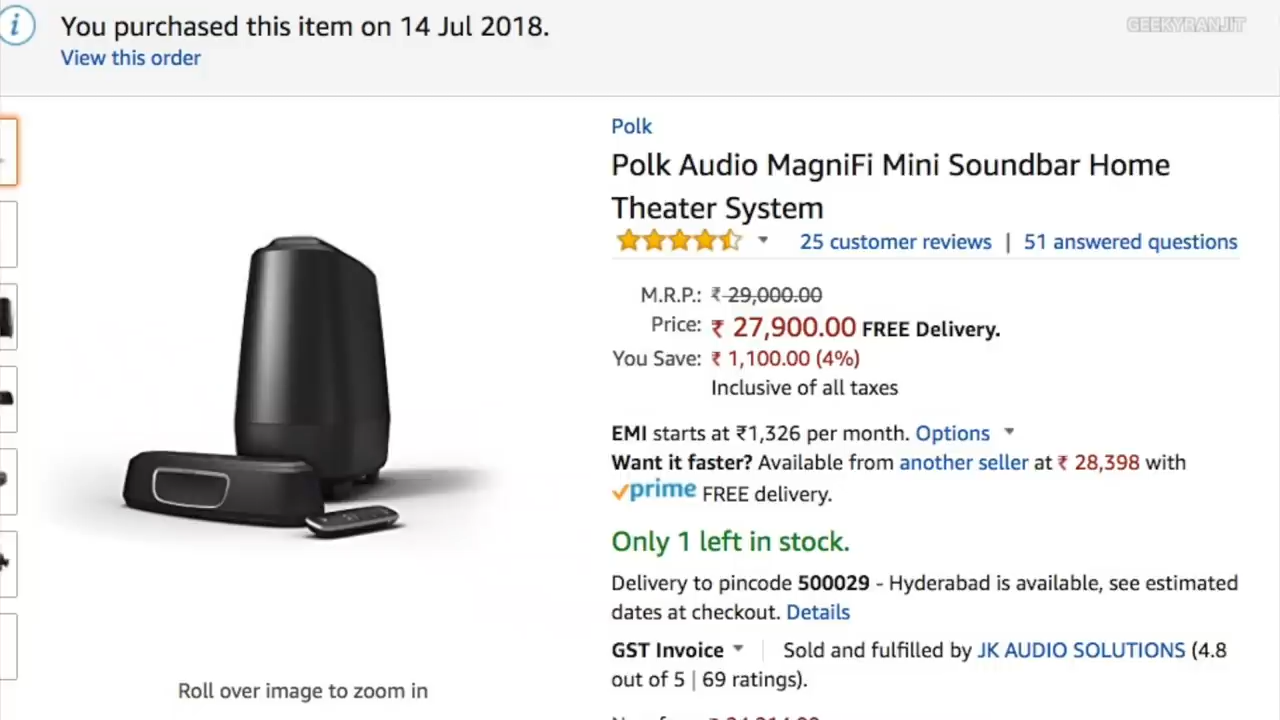 You purchased this item on 14 Jul 2018.
View this order
GEEKYRANJIT
Polk
Polk Audio MagniFi Mini Soundbar Home
Theater System
25 customer reviews | 51 answered questions
M.R.P.: ₹ 29,000.00
Price: ₹ 27,900.00 FREE Delivery.
You Save: ₹ 1,100.00 (4%)
Inclusive of all taxes
EMI starts at ₹1,326 per month. Options
Want it faster? Available from another seller at ₹ 28,398 with
prime FREE delivery.
Only 1 left in stock.
Delivery to pincode 500029 - Hyderabad is available, see estimated
dates at checkout. Details
GST Invoice | Sold and fulfilled by JK AUDIO SOLUTIONS (4.8
out of 5 | 69 ratings).
Roll over image to zoom in